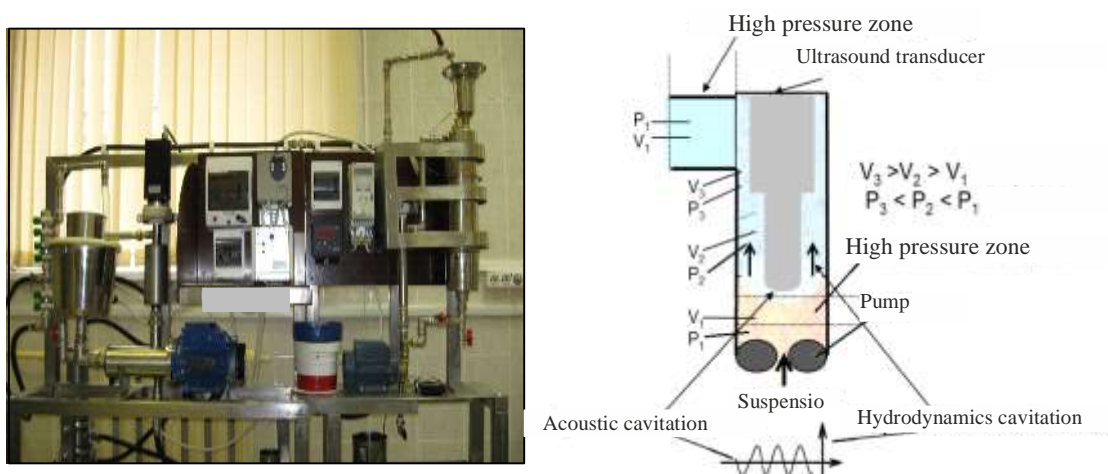 High pressure zone
Ultrasound transducer
P₁
V₁
V₃ >V₂ > V₁
P₃ < P₂ < P₁
V₃
P₃
High pressure zone
V₂
P₂
Pump
V₁
P₁
Suspensio
Acoustic cavitation
Hydrodynamics cavitation